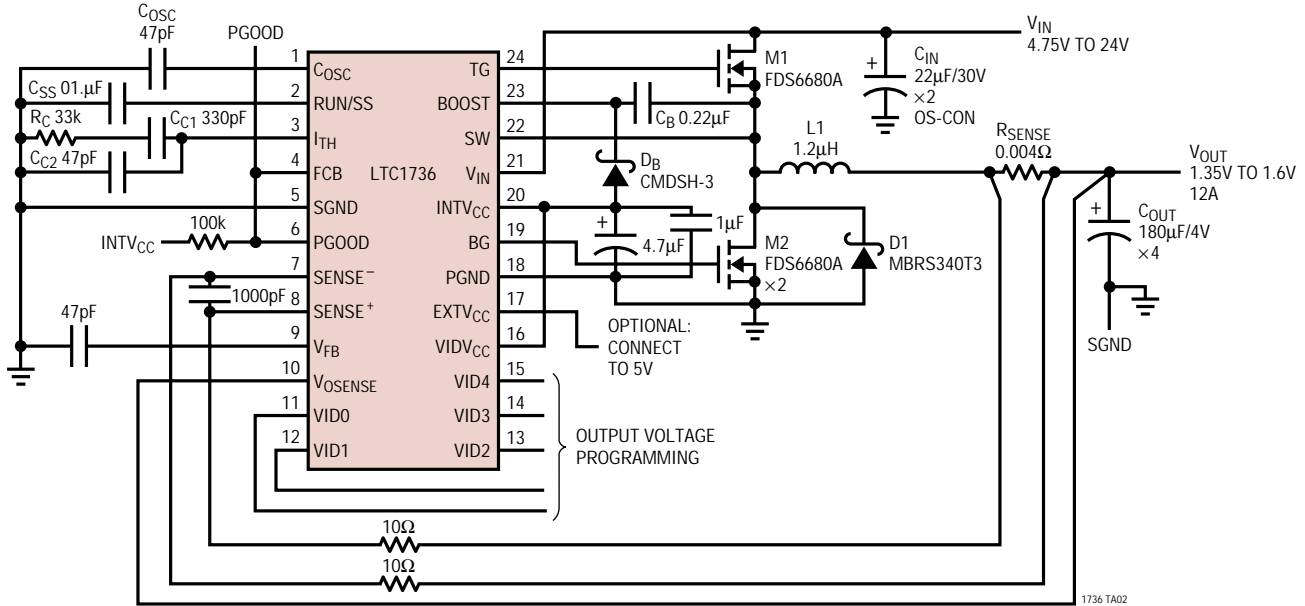 COSC
47pF
PGOOD
CSS 01.µF
RC 33k
CC1 330pF
CC2 47pF
INTVCC
100k
1000pF
47pF
1
COSC
2
RUN/SS
3
ITH
4
FCB
5
SGND
6
PGOOD
7
SENSE–
8
SENSE+
9
VFB
10
VOSENSE
11
VID0
12
VID1
LTC1736
24
TG
23
BOOST
22
SW
21
VIN
20
INTVCC
19
BG
18
PGND
17
EXTVCC
16
VIDVCC
15
VID4
14
VID3
13
VID2
M1
FDS6680A
CB 0.22µF
DB
CMDSH-3
+
4.7µF
1µF
M2
FDS6680A
×2
D1
MBRS340T3
L1
1.2µH
VIN
4.75V TO 24V
+
CIN
22µF/30V
×2
OS-CON
RSENSE
0.004Ω
VOUT
1.35V TO 1.6V
12A
+
COUT
180µF/4V
×4
SGND
OPTIONAL:
CONNECT
TO 5V
OUTPUT VOLTAGE
PROGRAMMING
10Ω
10Ω
1736 TA02